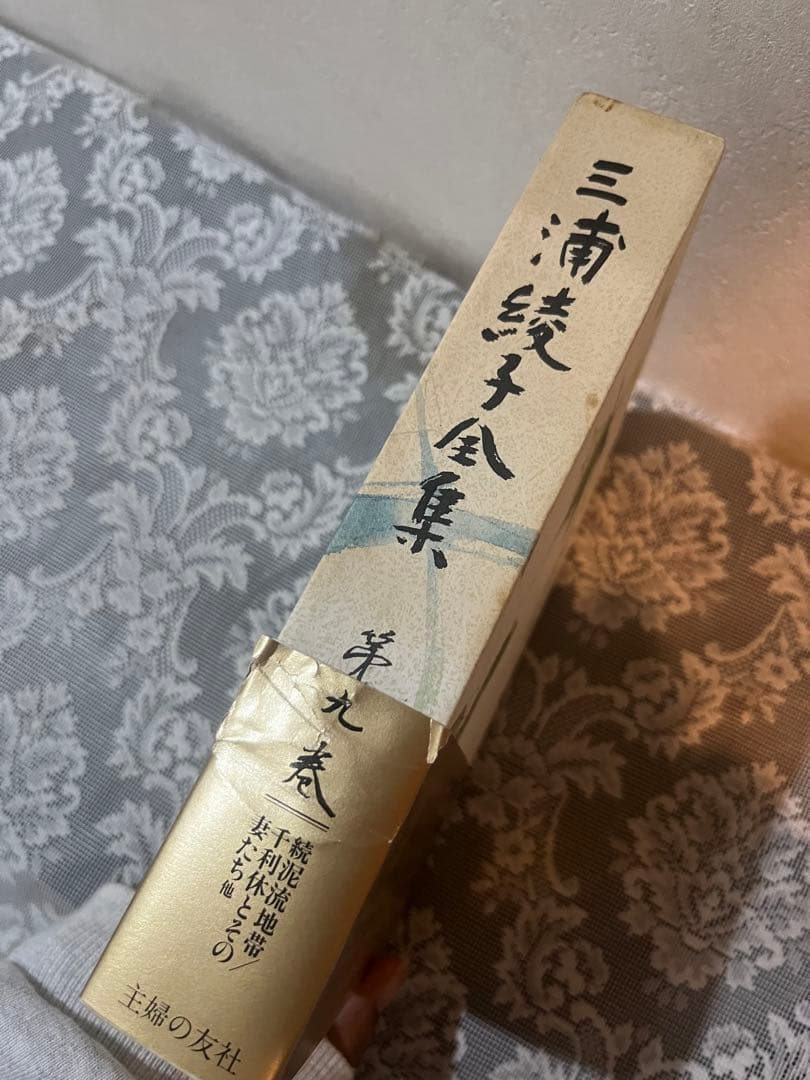 三浦綾子全集
第九巻
続泥流地帯/
千利休とその
妻たち 他
主婦の友社